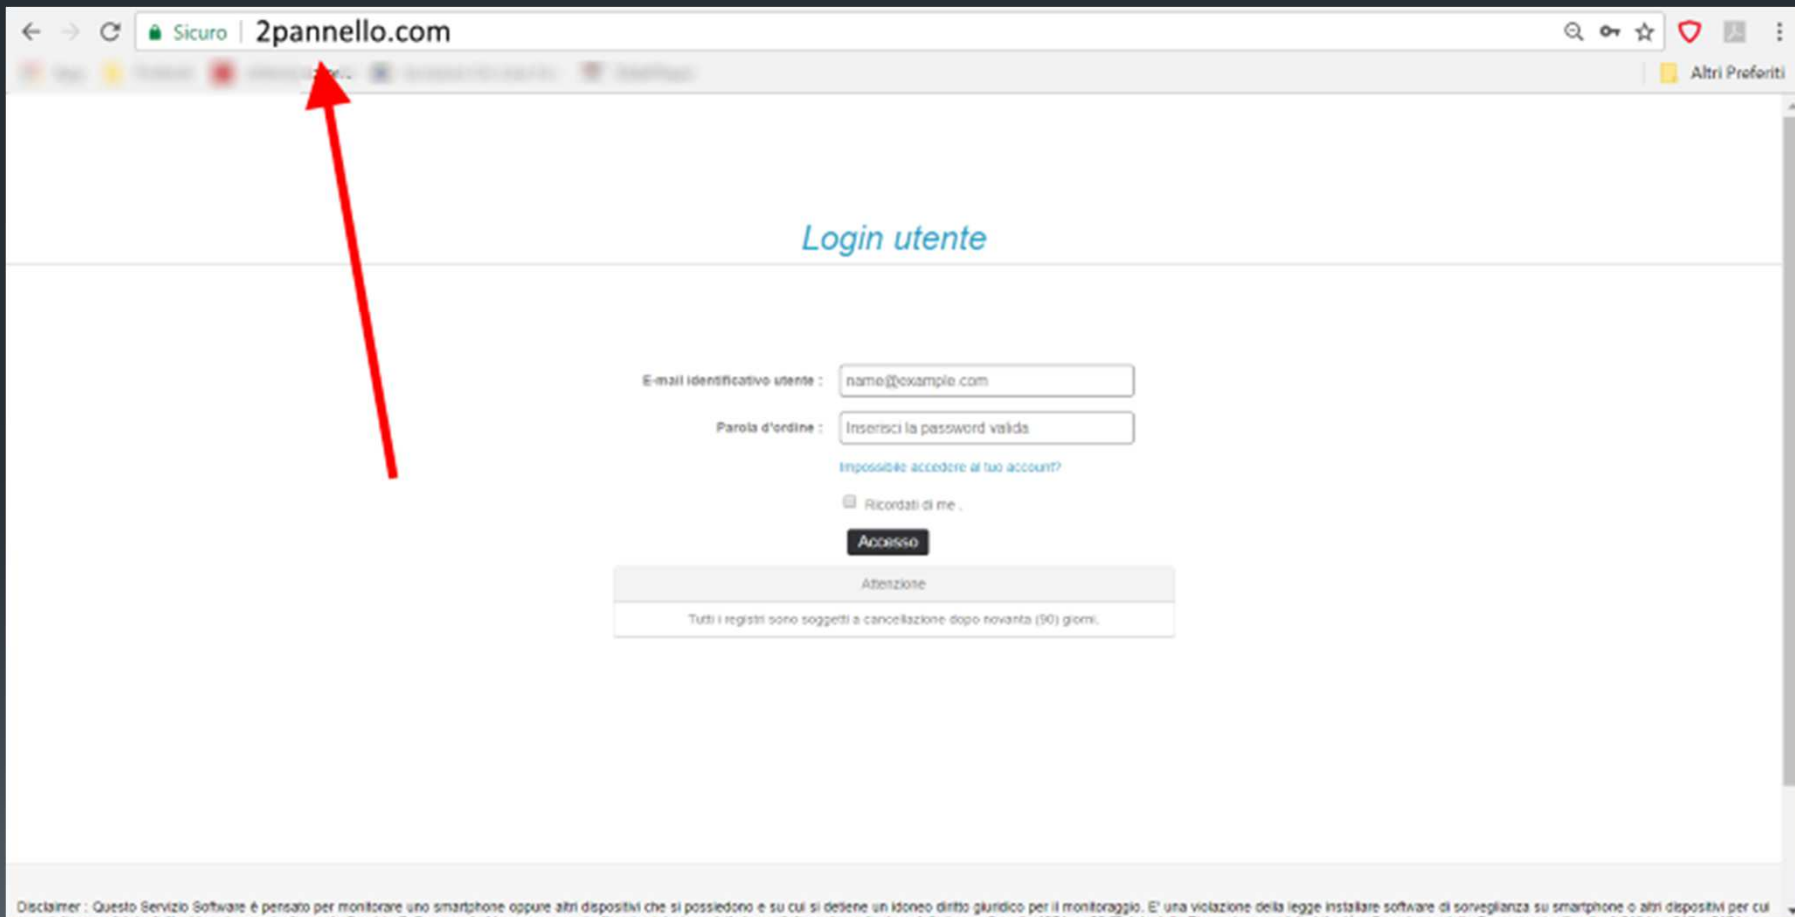 Sicuro | 2pannello.com
Altri Preferiti
Login utente
E-mail identificativo utente : name@example.com
Parola d'ordine : Inserisci la password valida
Impossibile accedere al tuo account?
Ricordati di me .
Accesso
Attenzione
Tutti i registri sono soggetti a cancellazione dopo novanta (90) giorni.
Disclaimer : Questo Servizio Software è pensato per monitorare uno smartphone oppure altri dispositivi che si possiedono e su cui si detiene un idoneo diritto giuridico per il monitoraggio. E' una violazione della legge installare software di sorveglianza su smartphone o altri dispositivi per cui